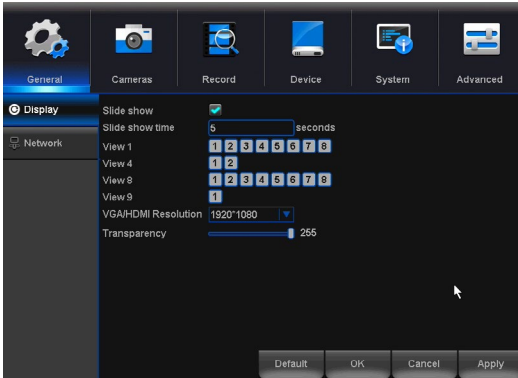 General Cameras Record Device System Advanced
Display
Network
Slide show
Slide show time 5 seconds
View 1 1 2 3 4 5 6 7 8
View 4 1 2
View 8 1 2 3 4 5 6 7 8
View 9 1
VGA/HDMI Resolution 1920*1080
Transparency 255
Default OK Cancel Apply